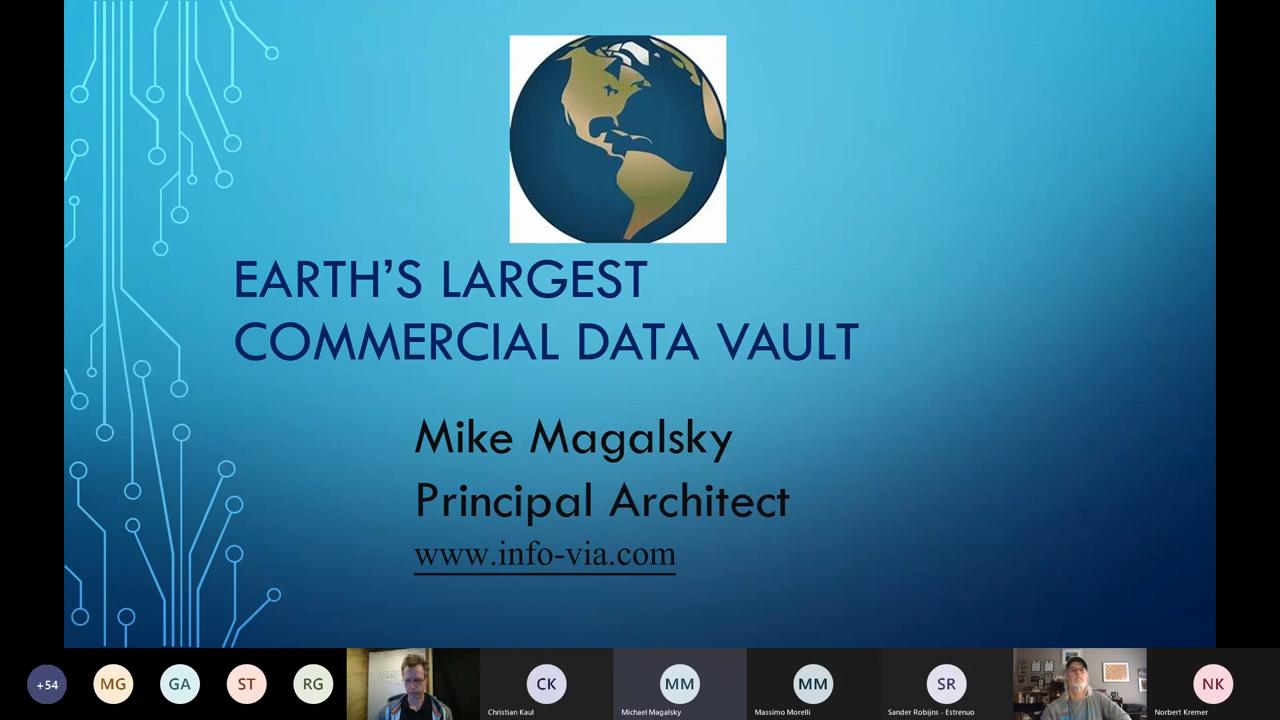 EARTH'S LARGEST
COMMERCIAL DATA VAULT
Mike Magalsky
Principal Architect
www.info-via.com
+54
MG
GA
ST
RG
CK
Christian Kaul
MM
Michael Magalsky
MM
Massimo Morelli
SR
Sander Robijns - Estrenuo
NK
Norbert Kremer